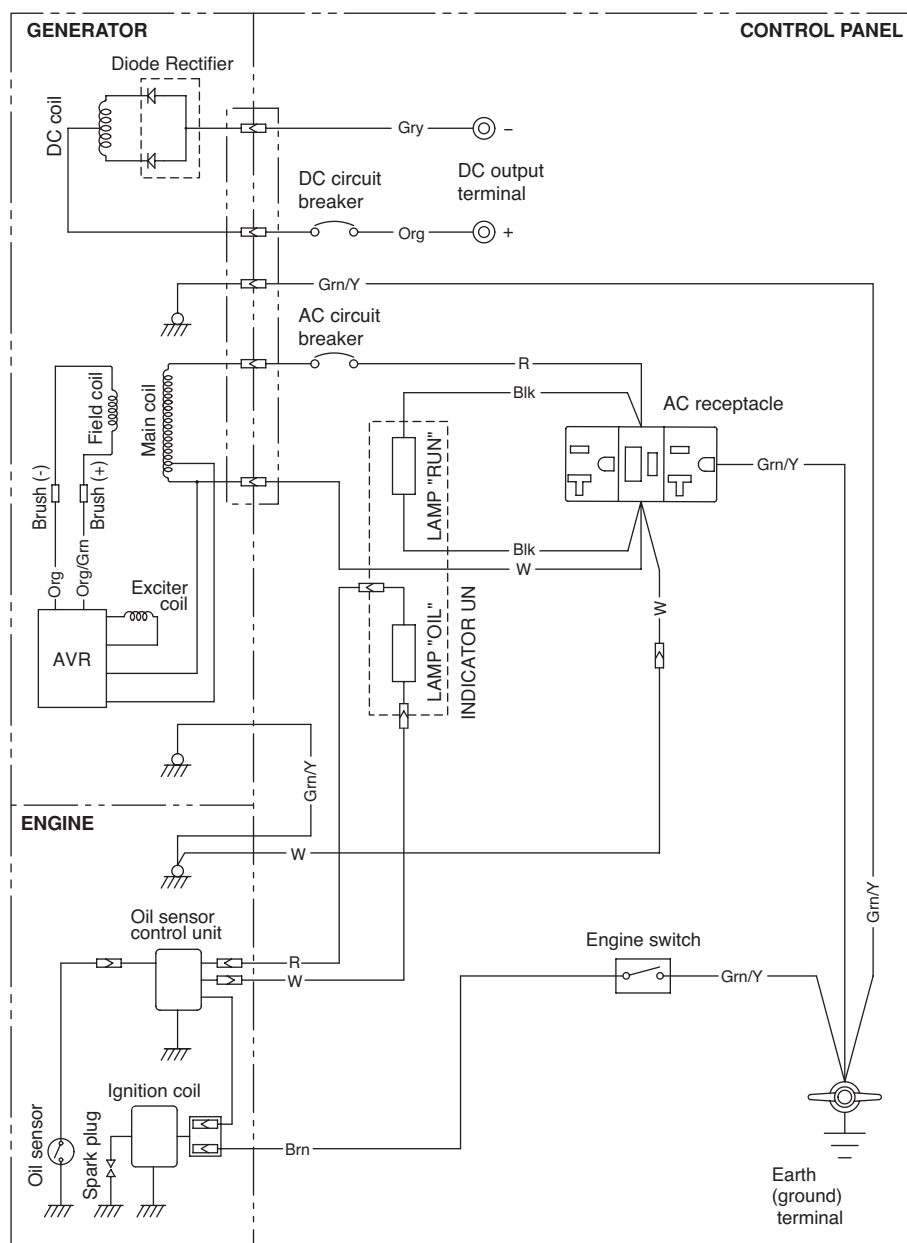 GENERATOR
CONTROL PANEL
Diode Rectifier
DC coil
Gry
−
DC circuit
breaker
DC output
terminal
Org
+
Grn/Y
AC circuit
breaker
R
Blk
AC receptacle
Field coil
Main coil
LAMP "RUN"
Grn/Y
Brush (-)
Brush (+)
Blk
W
Org
Org/Grn
Exciter
coil
W
AVR
LAMP "OIL"
INDICATOR UN
Grn/Y
ENGINE
W
Grn/Y
Oil sensor
control unit
Engine switch
R
W
Grn/Y
Ignition coil
Oil sensor
Spark plug
Brn
Earth
(ground)
terminal